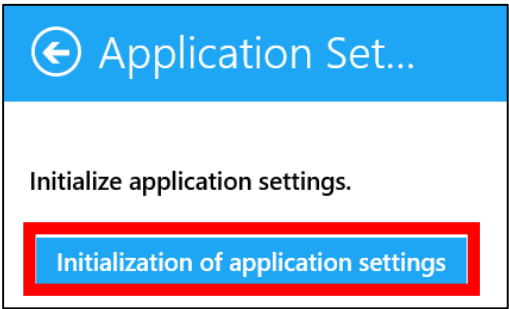 Application Set...
Initialize application settings.
Initialization of application settings